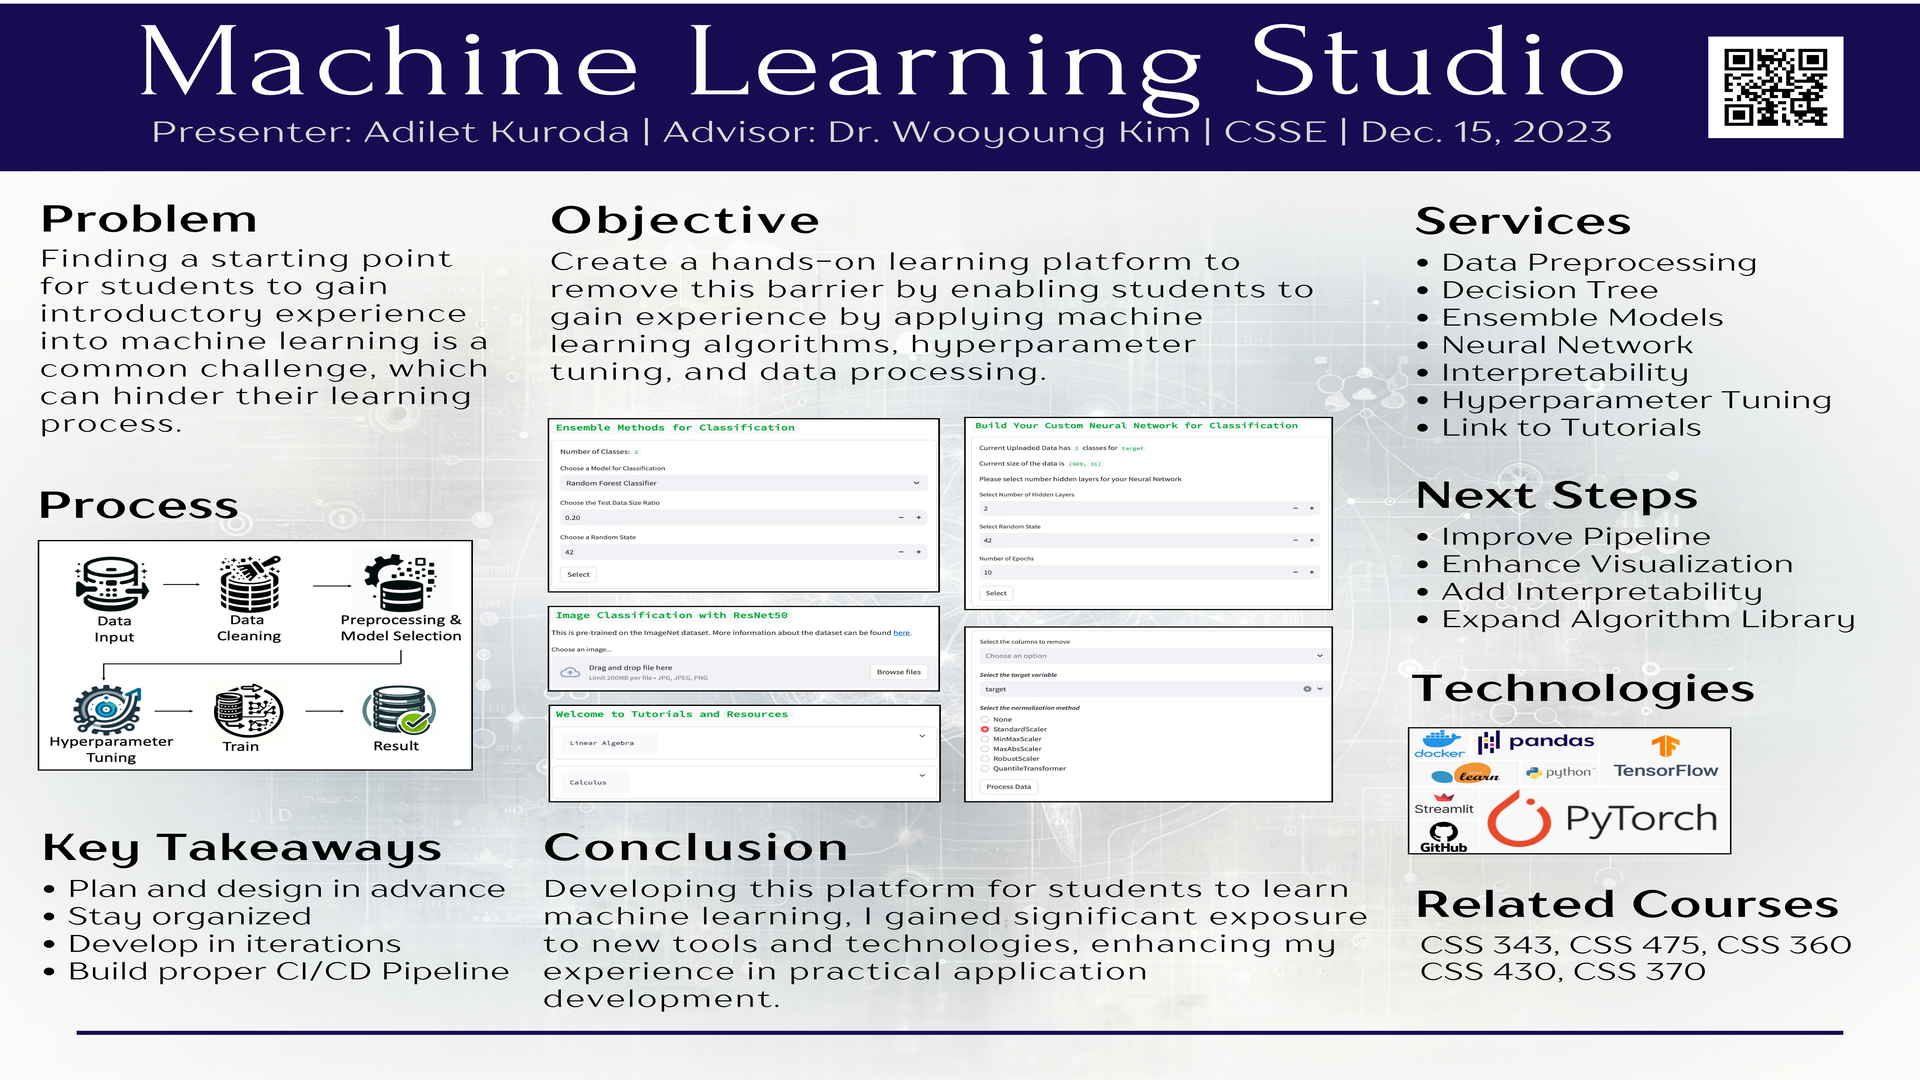 Machine Learning Studio
Presenter: Adilet Kuroda | Advisor: Dr. Wooyoung Kim | CSSE | Dec. 15, 2023
Problem
Finding a starting point
for students to gain
introductory experience
into machine learning is a
common challenge, which
can hinder their learning
process.
Process
Data
Input
Data
Cleaning
Preprocessing &
Model Selection
Hyperparameter
Tuning
Train
Result
Key Takeaways
• Plan and design in advance
• Stay organized
• Develop in iterations
• Build proper CI/CD Pipeline
Objective
Create a hands-on learning platform to
remove this barrier by enabling students to
gain experience by applying machine
learning algorithms, hyperparameter
tuning, and data processing.
Ensemble Methods for Classification
Number of Classes: 2
Choose a Model for Classification
Random Forest Classifier
Choose the Test Data Size Ratio
0.20
Choose a Random State
42
Select
Image Classification with ResNet50
This is pre-trained on the ImageNet dataset. More information about the dataset can be found here.
Choose an image...
Drag and drop file here
Limit 200MB per file • JPG, JPEG, PNG
Browse files
Welcome to Tutorials and Resources
Linear Algebra
Calculus
Build Your Custom Neural Network for Classification
Current Uploaded Data has 2 classes for target
Current size of the data is (569, 31)
Please select number hidden layers for your Neural Network
Select Number of Hidden Layers
2
Select Random State
42
Number of Epochs
10
Select
Select the columns to remove
Choose an option
Select the target variable
target
Select the normalization method
None
StandardScaler
MinMaxScaler
MaxAbsScaler
RobustScaler
QuantileTransformer
Process Data
Conclusion
Developing this platform for students to learn
machine learning, I gained significant exposure
to new tools and technologies, enhancing my
experience in practical application
development.
Services
• Data Preprocessing
• Decision Tree
• Ensemble Models
• Neural Network
• Interpretability
• Hyperparameter Tuning
• Link to Tutorials
Next Steps
• Improve Pipeline
• Enhance Visualization
• Add Interpretability
• Expand Algorithm Library
Technologies
docker
pandas
TensorFlow
learn
python
Streamlit
GitHub
PyTorch
Related Courses
CSS 343, CSS 475, CSS 360
CSS 430, CSS 370